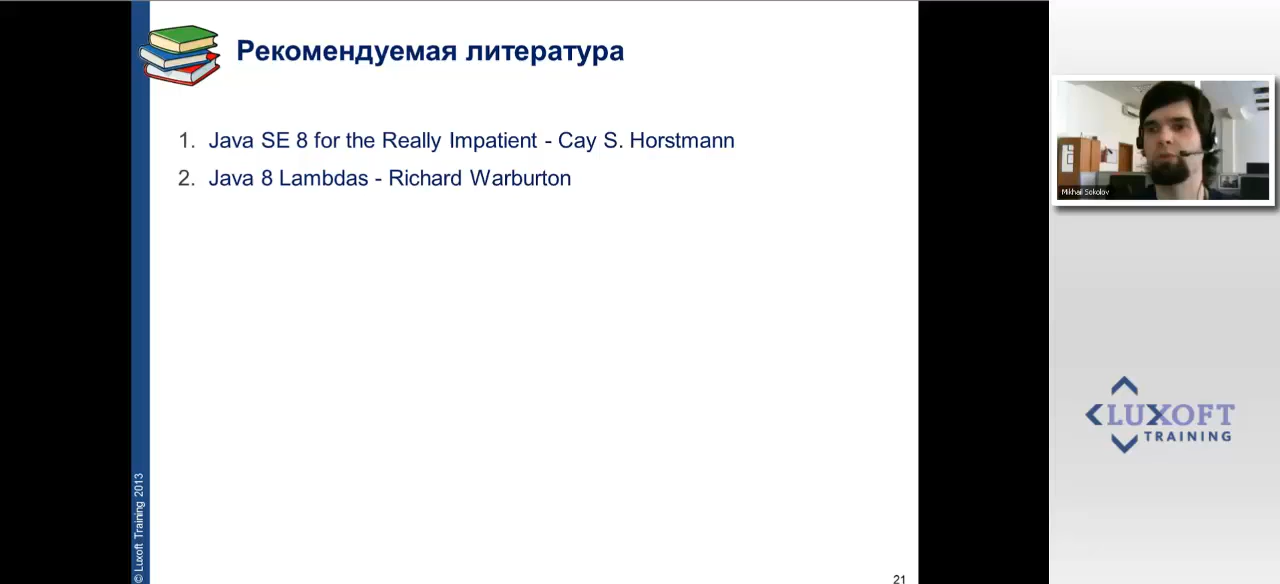 Рекомендуемая литература
1. Java SE 8 for the Really Impatient - Cay S. Horstmann
2. Java 8 Lambdas - Richard Warburton
© Luxoft Training 2013
21
Mikhail Sokolov
LUXOFT
TRAINING